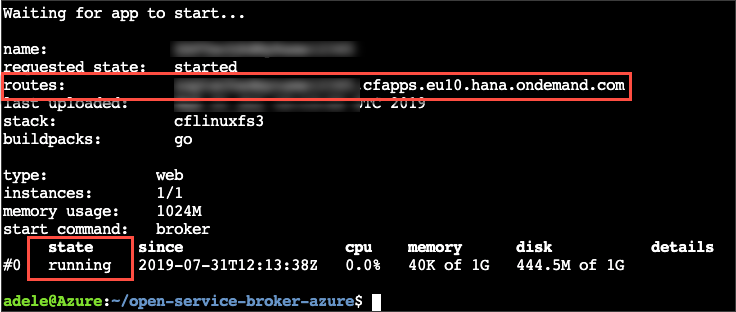 Waiting for app to start...
name:
requested state: started
routes: .cfapps.eu10.hana.ondemand.com
last uploaded: UTC 2019
stack: cflinuxfs3
buildpacks: go
type: web
instances: 1/1
memory usage: 1024M
start command: broker
state since cpu memory disk details
#0 running 2019-07-31T12:13:38Z 0.0% 40K of 1G 444.5M of 1G
adele@Azure:~/open-service-broker-azure$